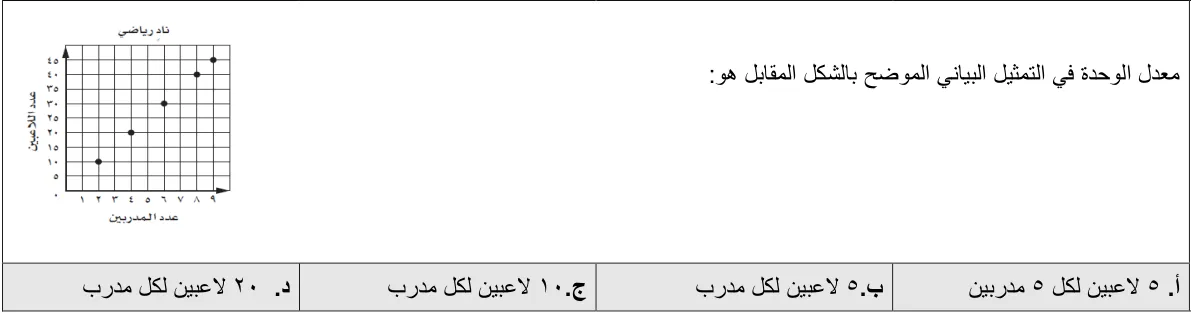 ناد رياضي
٤٥
٤٠
٣٥
٣٠
٢٥
٢٠
١٥
١٠
٥
٠
عدد اللاعبين
١ ٢ ٣ ٤ ٥ ٦ ٧ ٨ ٩
عدد المدربين
معدل الوحدة في التمثيل البياني الموضح بالشكل المقابل هو:
أ. ٥ لاعبين لكل ٥ مدربين
ب.٥ لاعبين لكل مدرب
ج.١٠ لاعبين لكل مدرب
د. ٢٠ لاعبين لكل مدرب